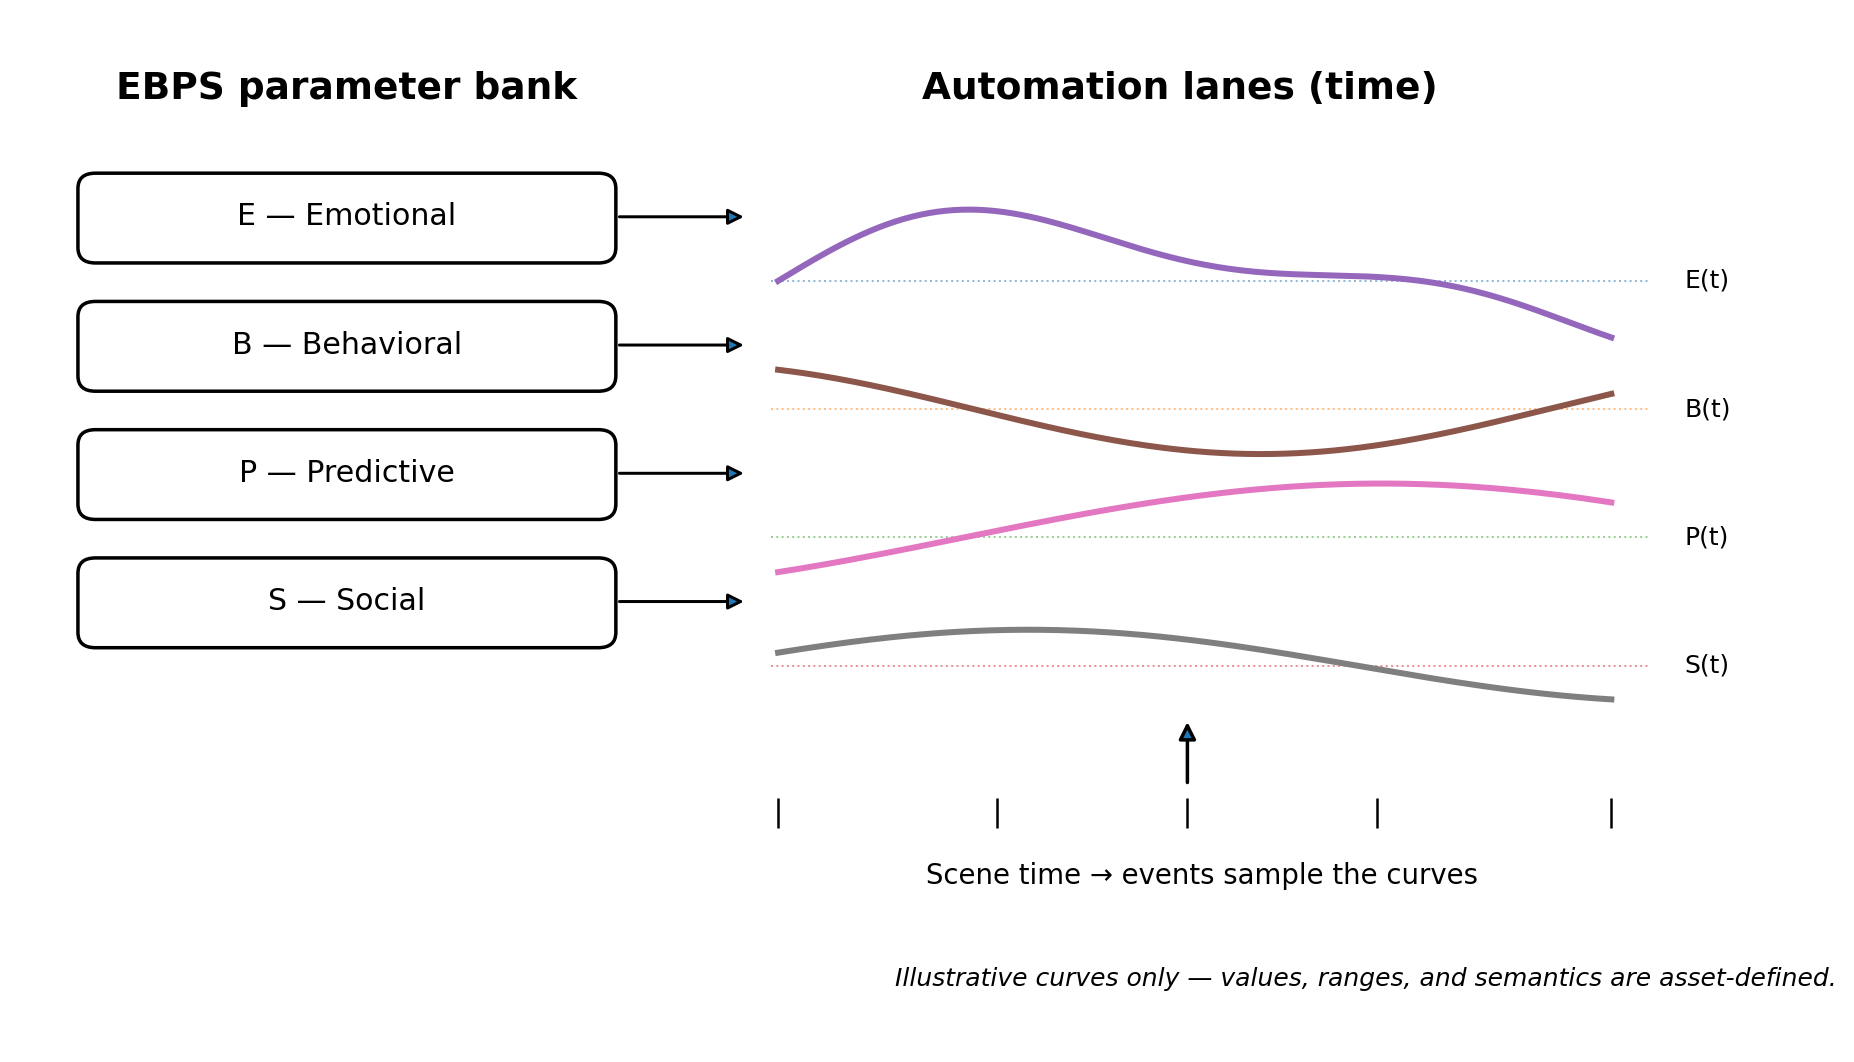 EBPS parameter bank
Automation lanes (time)
E — Emotional
B — Behavioral
P — Predictive
S — Social
E(t)
B(t)
P(t)
S(t)
Scene time → events sample the curves
Illustrative curves only — values, ranges, and semantics are asset-defined.